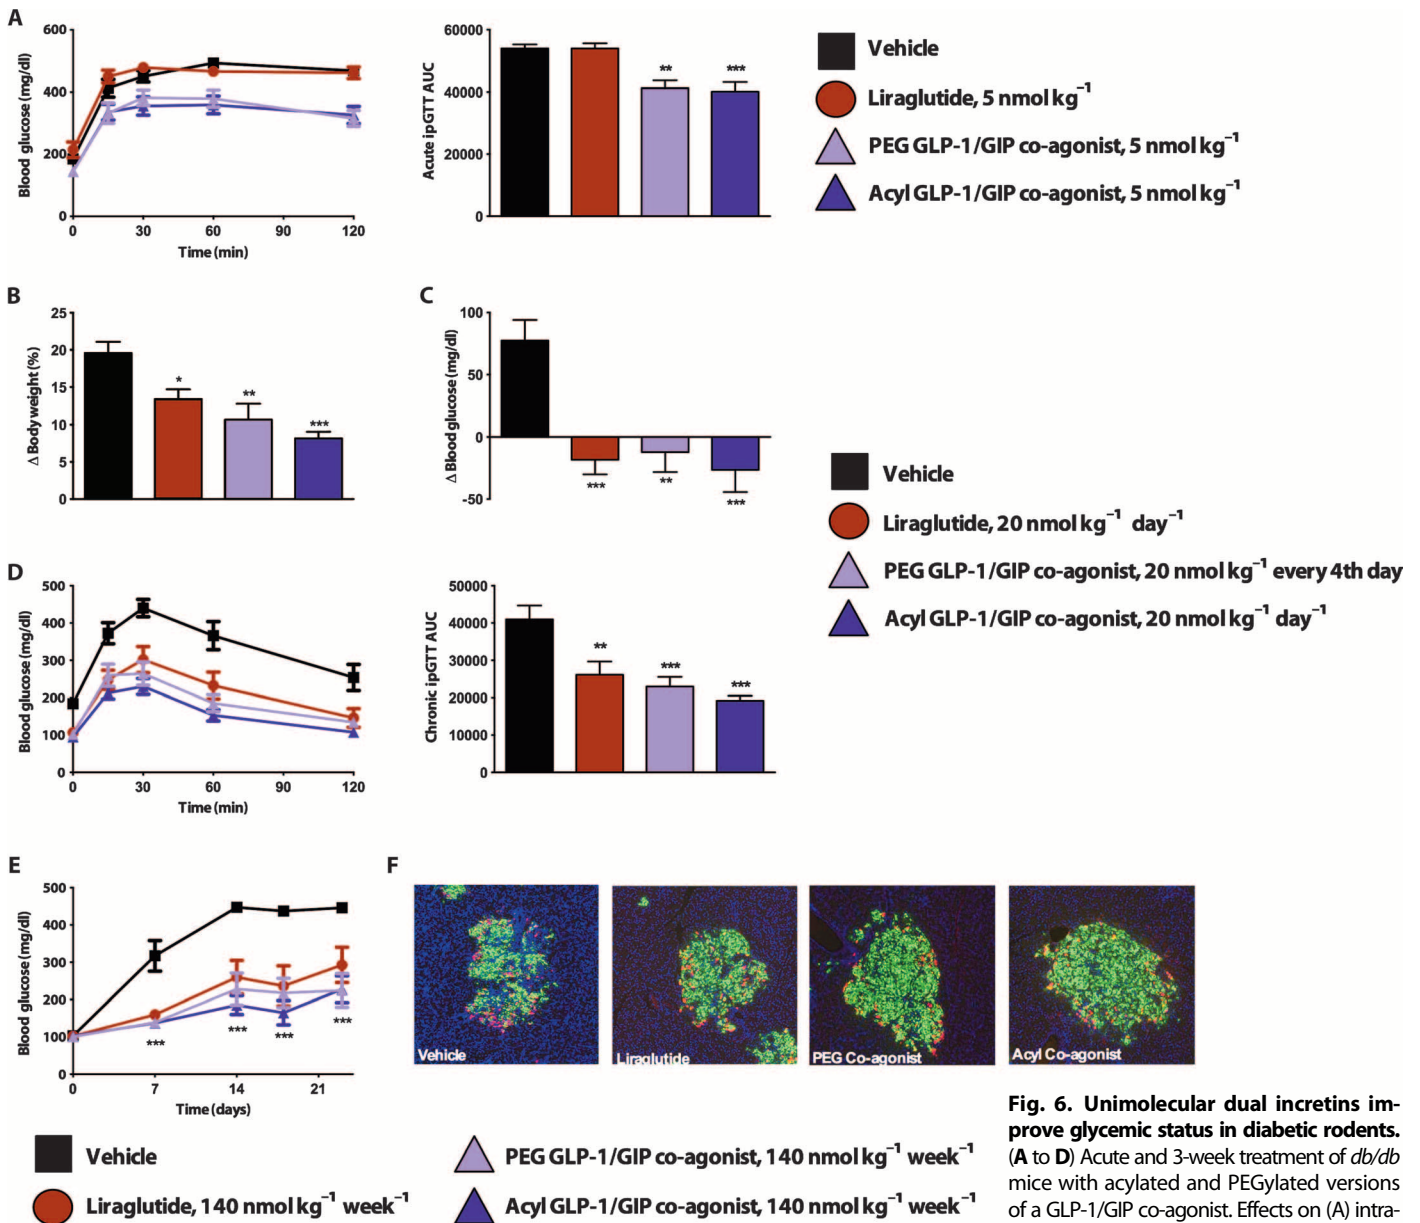 A
600
400
200
0
Blood glucose (mg/dl)
0 30 60 90 120
Time (min)
60000
40000
20000
0
Acute ipGTT AUC
** ***
Vehicle
Liraglutide, 5 nmol kg⁻¹
PEG GLP-1/GIP co-agonist, 5 nmol kg⁻¹
Acyl GLP-1/GIP co-agonist, 5 nmol kg⁻¹
B
25
20
15
10
5
0
Δ Body weight (%)
* ** ***
C
100
50
0
-50
Δ Blood glucose (mg/dl)
*** ** ***
Vehicle
Liraglutide, 20 nmol kg⁻¹ day⁻¹
PEG GLP-1/GIP co-agonist, 20 nmol kg⁻¹ every 4th day
Acyl GLP-1/GIP co-agonist, 20 nmol kg⁻¹ day⁻¹
D
500
400
300
200
100
0
Blood glucose (mg/dl)
0 30 60 90 120
Time (min)
50000
40000
30000
20000
10000
0
Chronic ipGTT AUC
** *** ***
E
500
400
300
200
100
0
Blood glucose (mg/dl)
*** *** *** ***
0 7 14 21
Time (days)
F
Vehicle
Liraglutide
PEG Co-agonist
Acyl Co-agonist
Vehicle
Liraglutide, 140 nmol kg⁻¹ week⁻¹
PEG GLP-1/GIP co-agonist, 140 nmol kg⁻¹ week⁻¹
Acyl GLP-1/GIP co-agonist, 140 nmol kg⁻¹ week⁻¹
Fig. 6. Unimolecular dual incretins im-
prove glycemic status in diabetic rodents.
(A to D) Acute and 3-week treatment of db/db
mice with acylated and PEGylated versions
of a GLP-1/GIP co-agonist. Effects on (A) intra-